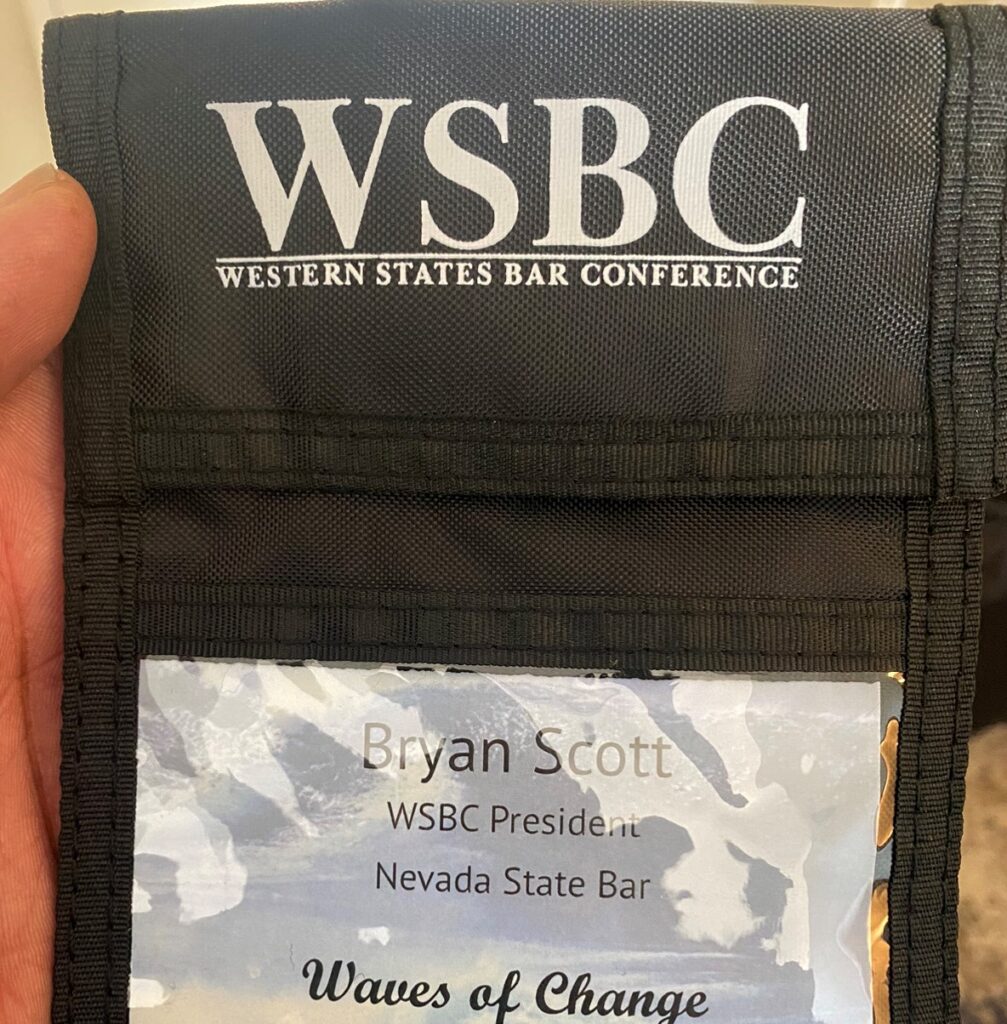 WSBC
WESTERN STATES BAR CONFERENCE
Bryan Scott
WSBC President
Nevada State Bar
Waves of Change